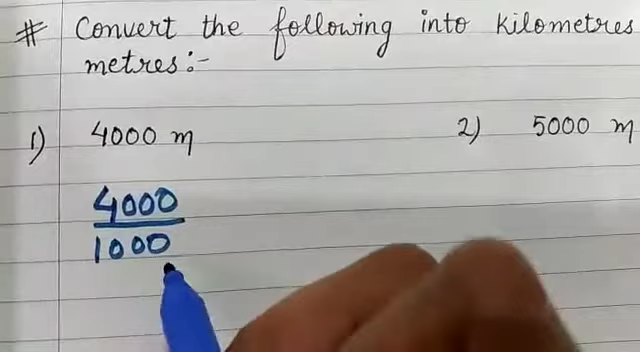 # Convert the following into kilometres
metres:-
1) 4000 m 2) 5000 m
4000
1000